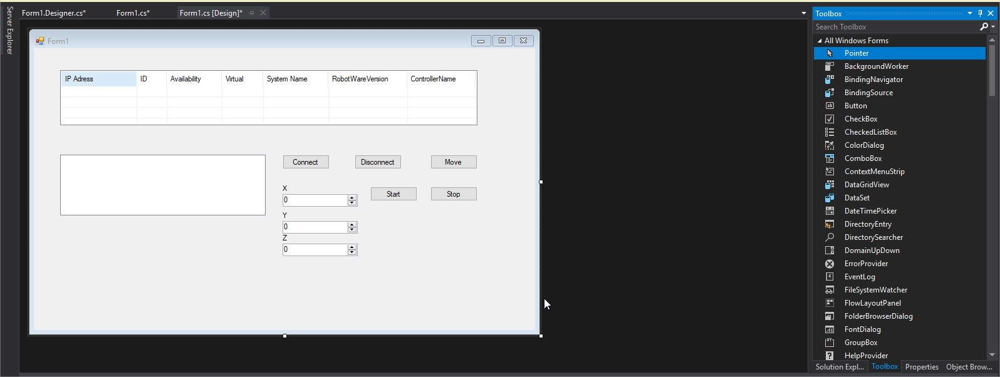 Server Explorer
Form1.Designer.cs* Form1.cs* Form1.cs [Design]*
Form1
IP Adress ID Availability Virtual System Name RobotWareVersion ControllerName
Connect Disconnect Move
X
0 Start Stop
Y
0
Z
0
Toolbox
Search Toolbox
All Windows Forms
Pointer
BackgroundWorker
BindingNavigator
BindingSource
Button
CheckBox
CheckedListBox
ColorDialog
ComboBox
ContextMenuStrip
DataGridView
DataSet
DateTimePicker
DirectoryEntry
DirectorySearcher
DomainUpDown
ErrorProvider
EventLog
FileSystemWatcher
FlowLayoutPanel
FolderBrowserDialog
FontDialog
GroupBox
HelpProvider
Solution Expl... Toolbox Properties Object Brow...